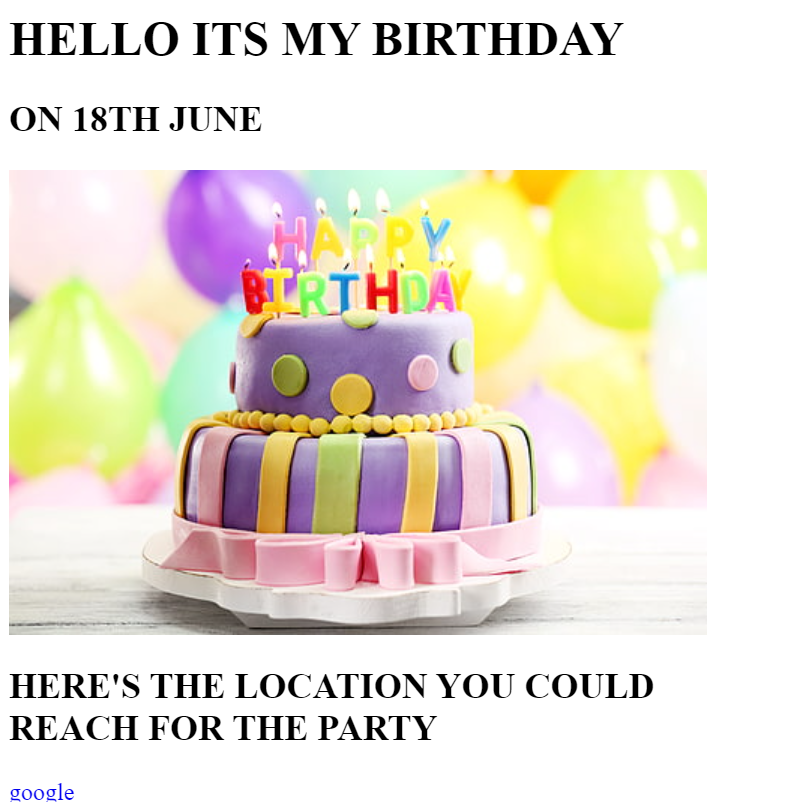 HELLO ITS MY BIRTHDAY
ON 18TH JUNE
HAPPY
BIRTHDAY
HERE'S THE LOCATION YOU COULD
REACH FOR THE PARTY
google